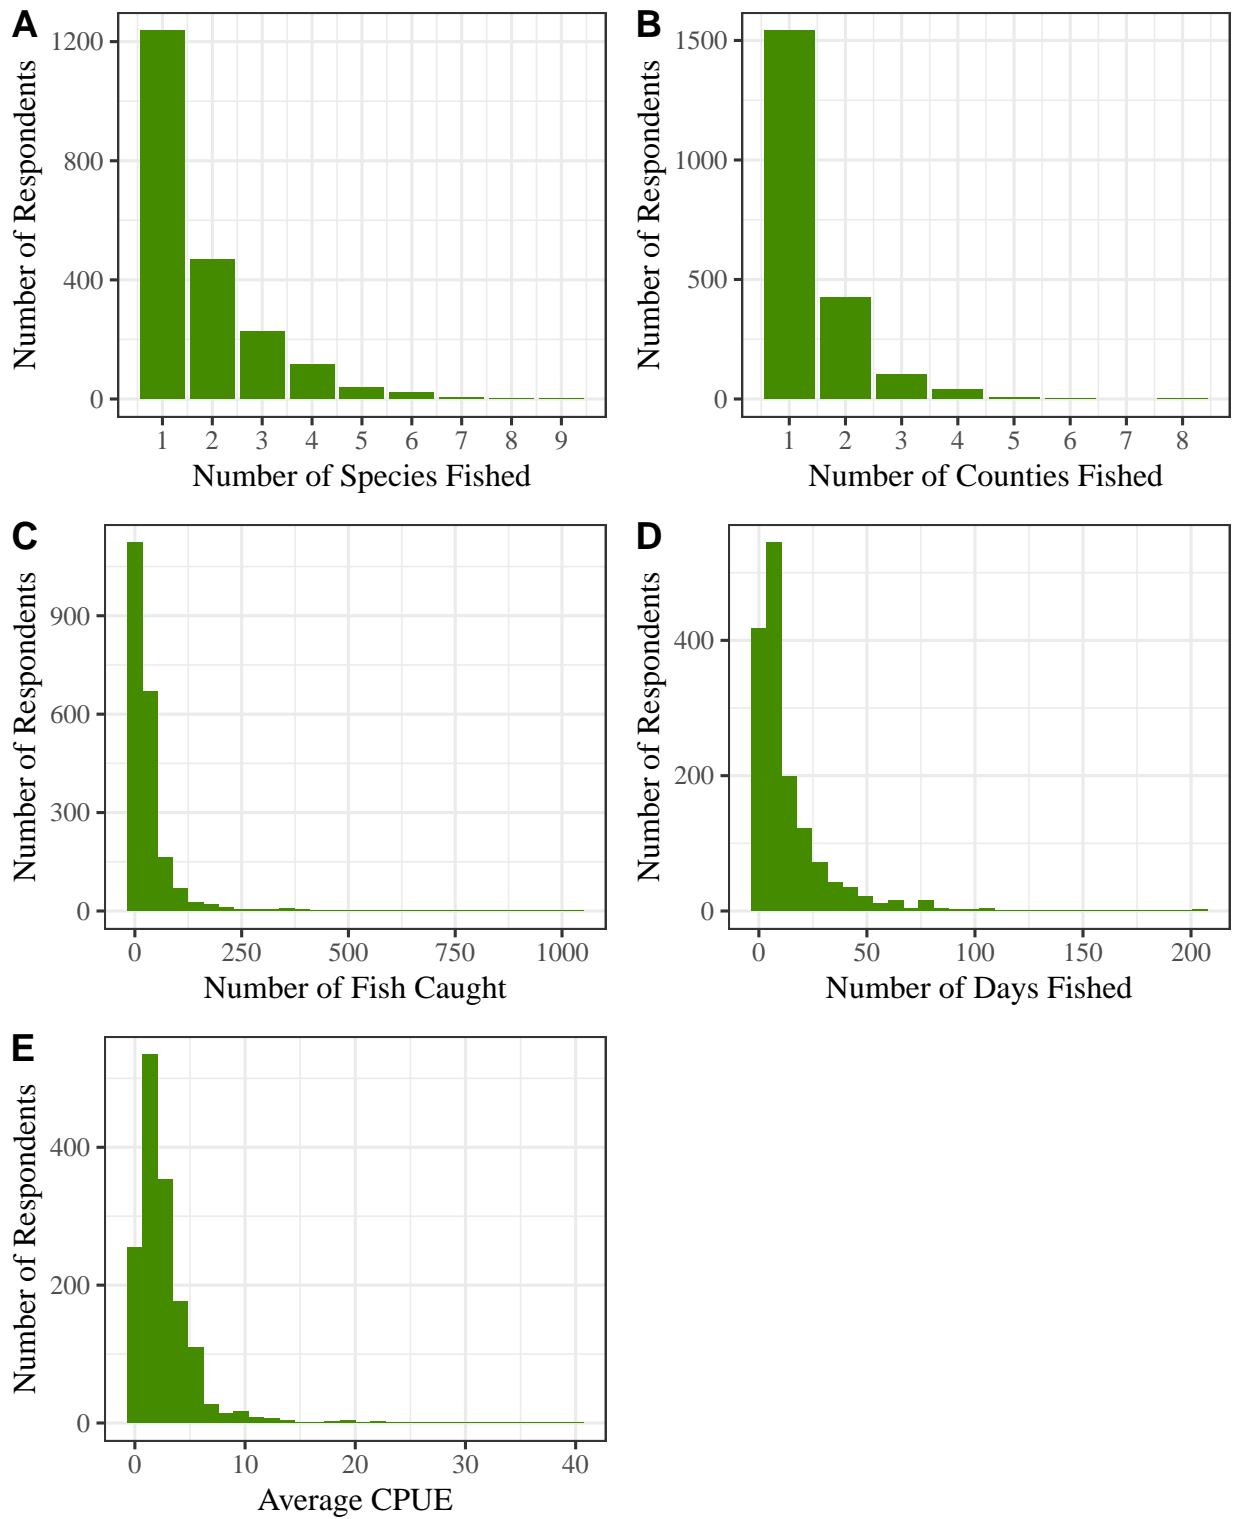 A
Number of Respondents
1200
800
400
0
1 2 3 4 5 6 7 8 9
Number of Species Fished
B
Number of Respondents
1500
1000
500
0
1 2 3 4 5 6 7 8
Number of Counties Fished
C
Number of Respondents
900
600
300
0
0 250 500 750 1000
Number of Fish Caught
D
Number of Respondents
400
200
0
0 50 100 150 200
Number of Days Fished
E
Number of Respondents
400
200
0
0 10 20 30 40
Average CPUE